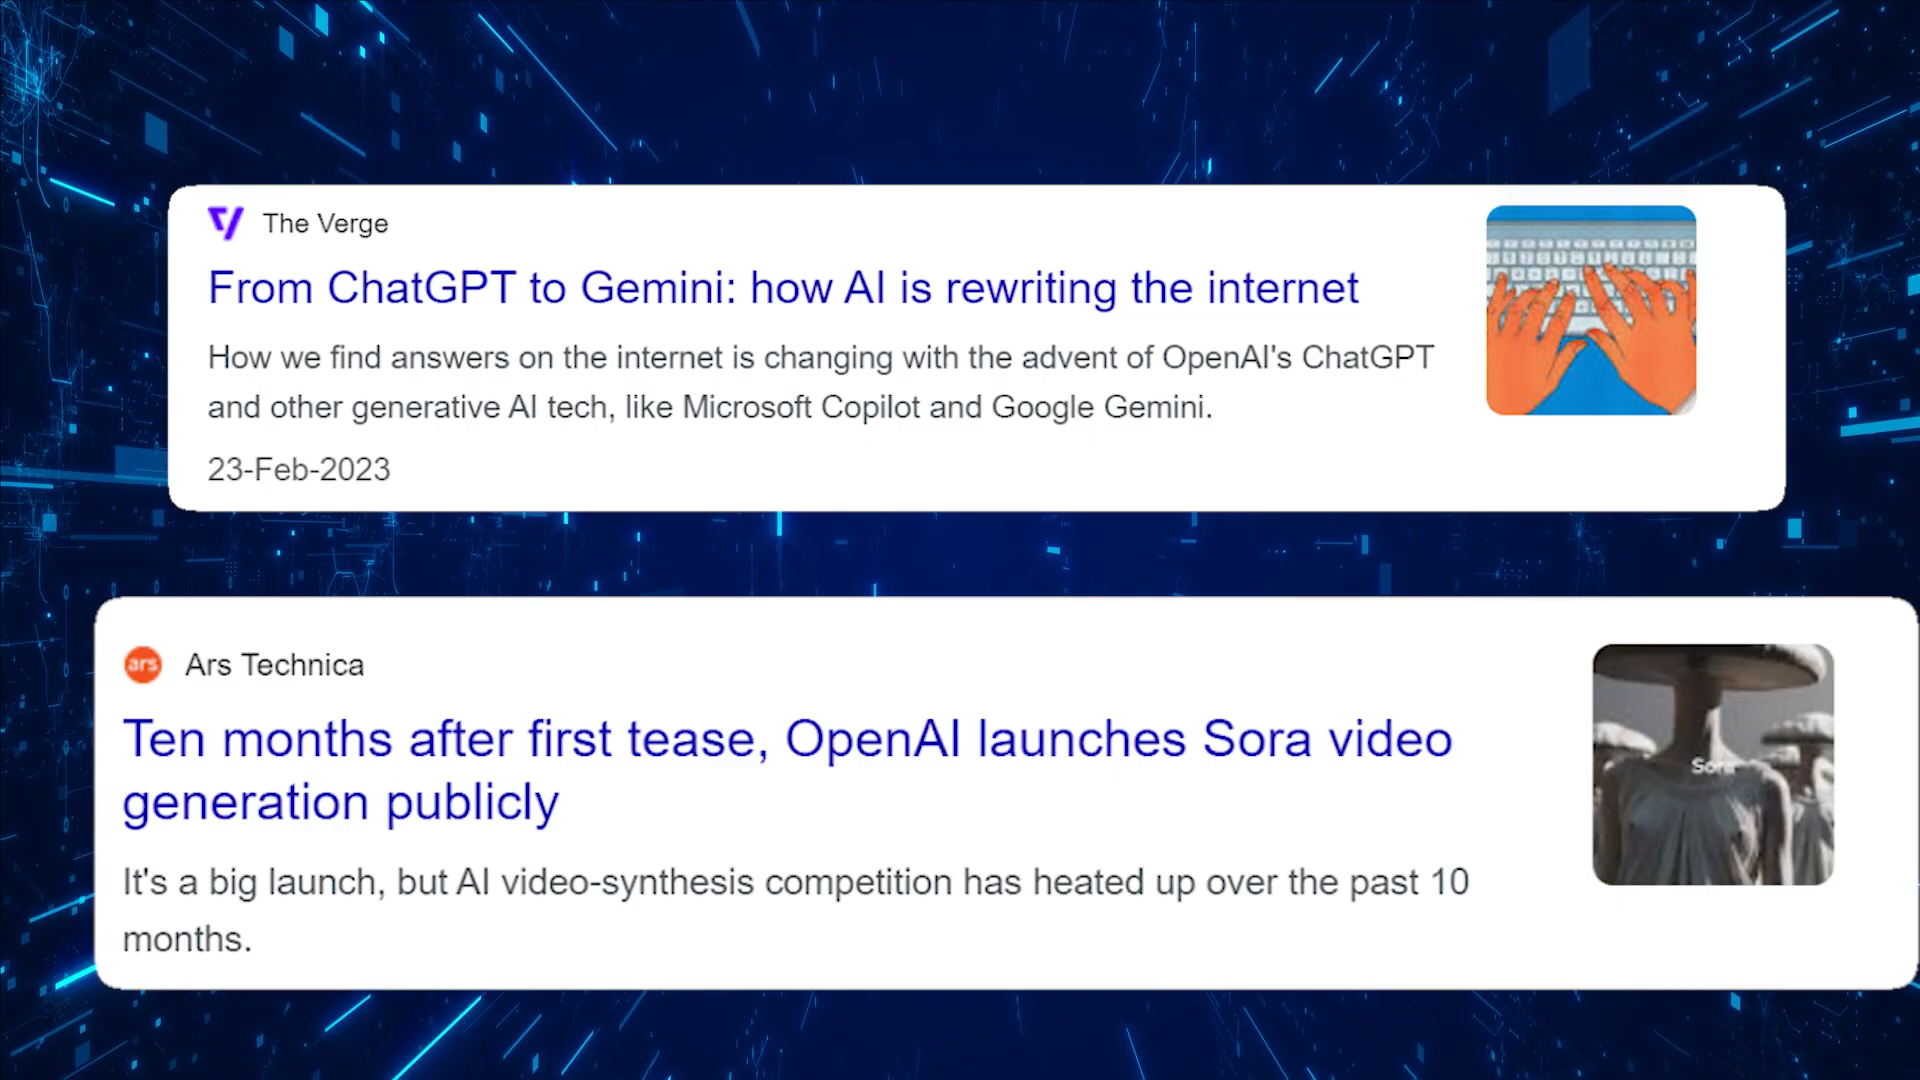 The Verge
From ChatGPT to Gemini: how AI is rewriting the internet
How we find answers on the internet is changing with the advent of OpenAI's ChatGPT
and other generative AI tech, like Microsoft Copilot and Google Gemini.
23-Feb-2023
ars
Ars Technica
Ten months after first tease, OpenAI launches Sora video
generation publicly
It's a big launch, but AI video-synthesis competition has heated up over the past 10
months.
Sora